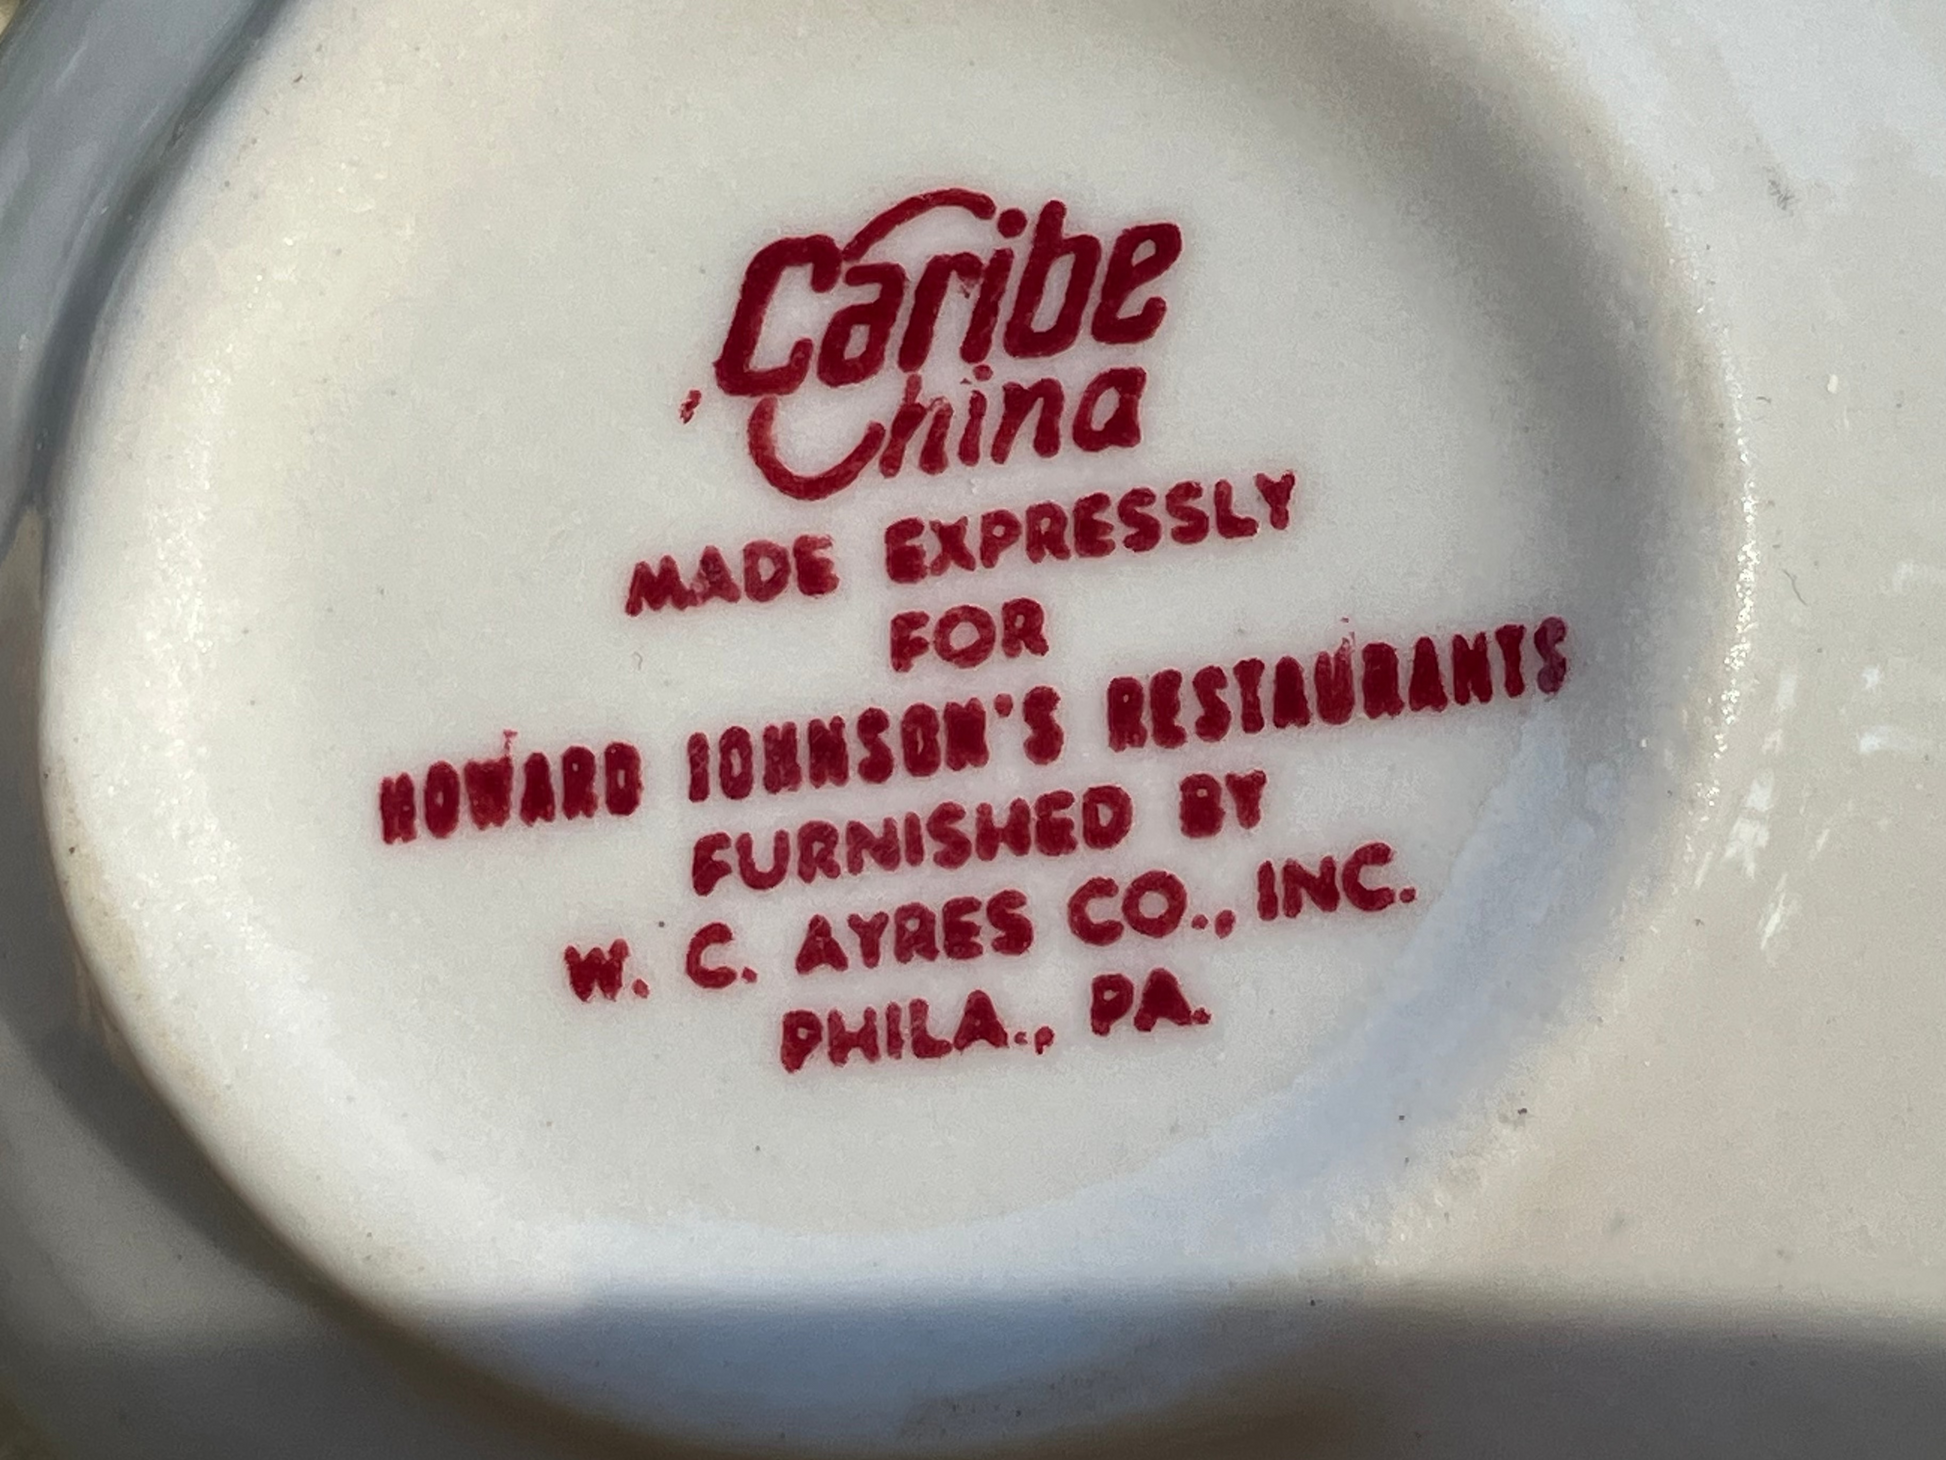 Caribe
China
MADE EXPRESSLY
FOR
HOWARD JOHNSON'S RESTAURANTS
FURNISHED BY
W. C. AYRES CO., INC.
PHILA., PA.